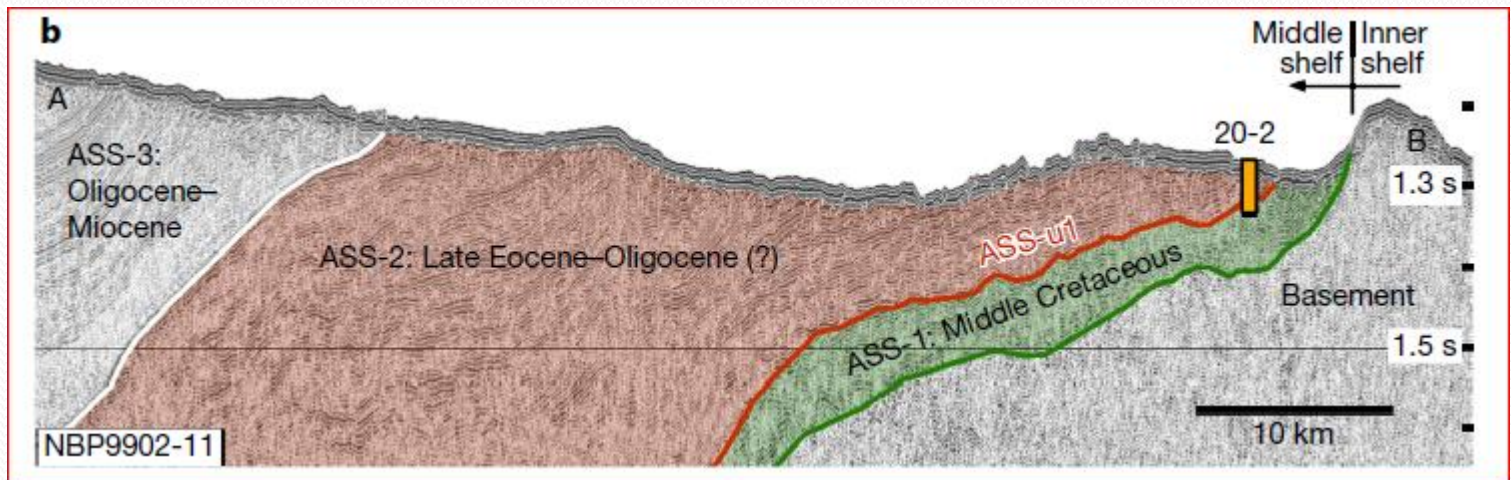 b
Middle Inner
shelf shelf
A
20-2
B
ASS-3:
Oligocene–
Miocene
1.3 s
ASS-u1
ASS-2: Late Eocene–Oligocene (?)
ASS-1: Middle Cretaceous
Basement
1.5 s
10 km
NBP9902-11